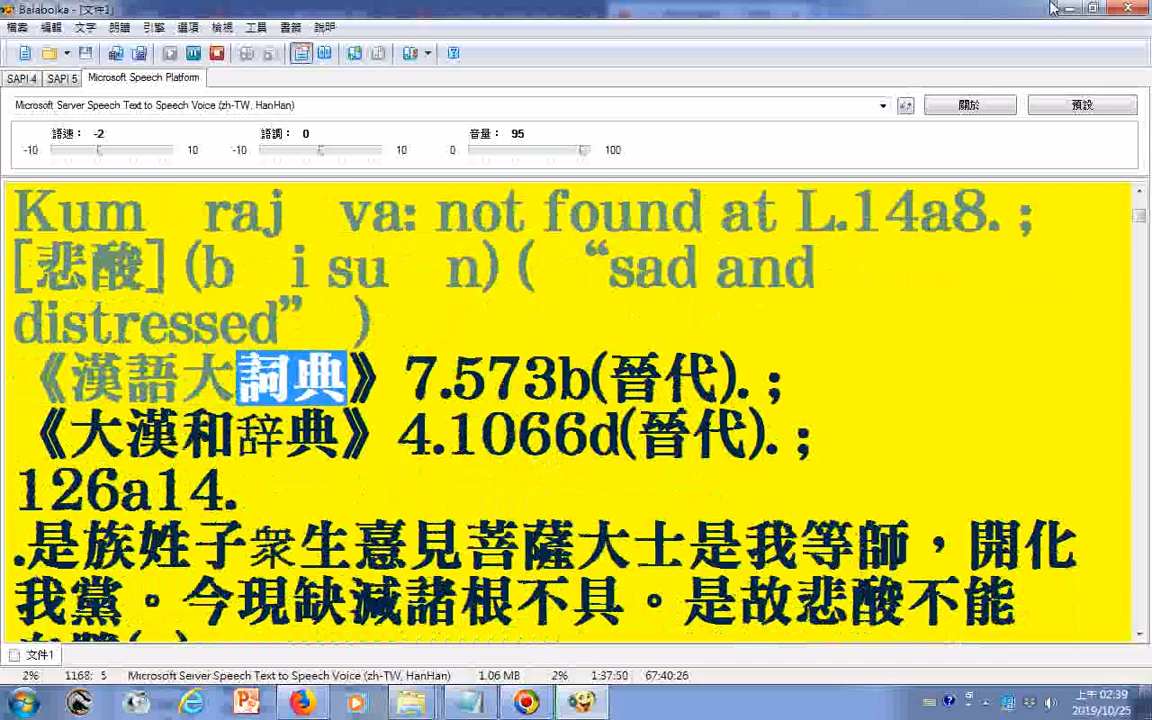 Balabolka - [文件1]
檔案 編輯 文字 朗讀 引擎 選項 檢視 工具 書籤 說明
SAPI 4 SAPI 5 Microsoft Speech Platform
Microsoft Server Speech Text to Speech Voice (zh-TW, HanHan) 關於 預設
語速： -2 語調： 0 音量： 95
-10 10 -10 10 0 100
Kum raj va: not found at L.14a8. ;
[悲酸] (b i su n) ( “sad and
distressed” )
《漢語大詞典》 7.573b(晉代). ;
《大漢和辞典》 4.1066d(晉代). ;
126a14.
.是族姓子衆生憙見菩薩大士是我等師，開化
我黨。今現缺減諸根不具。是故悲酸不能
文件1
2% 1168: 5 Microsoft Server Speech Text to Speech Voice (zh-TW, HanHan) 1.06 MB 2% 1:37:50 67:40:26
上午 02:39
2019/10/25